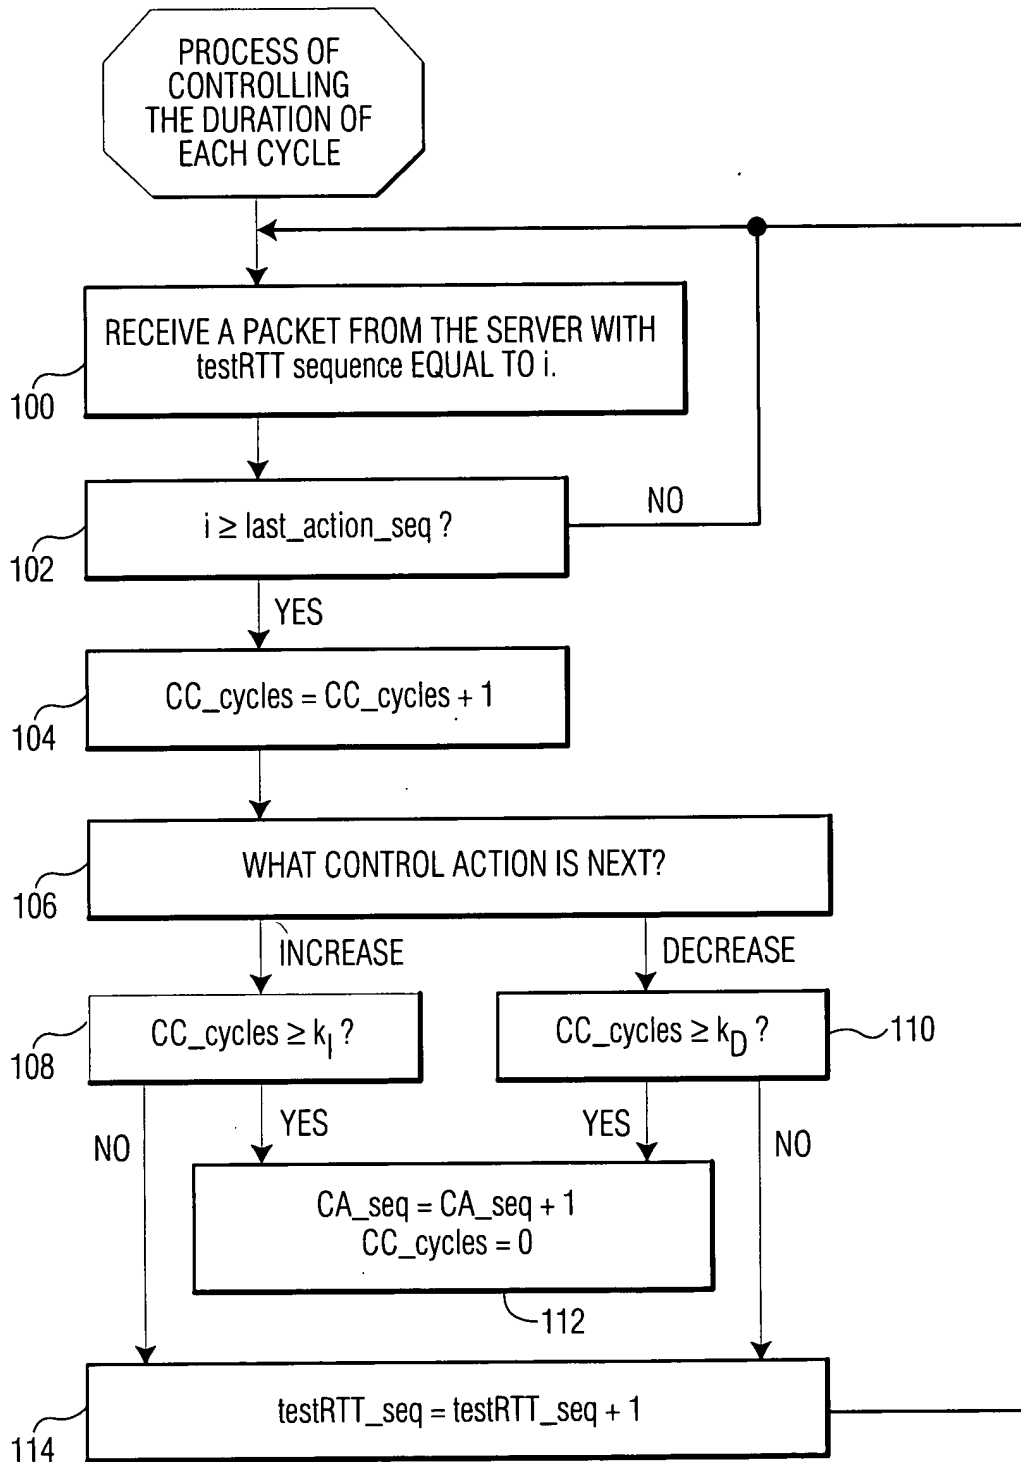 PROCESS OF
CONTROLLING
THE DURATION OF
EACH CYCLE
RECEIVE A PACKET FROM THE SERVER WITH
testRTT sequence EQUAL TO i.
100
i ≥ last_action_seq ?
NO
102
YES
CC_cycles = CC_cycles + 1
104
WHAT CONTROL ACTION IS NEXT?
106
INCREASE
DECREASE
CC_cycles ≥ k_I ?
108
CC_cycles ≥ k_D ?
110
NO
YES
YES
NO
CA_seq = CA_seq + 1
CC_cycles = 0
112
testRTT_seq = testRTT_seq + 1
114